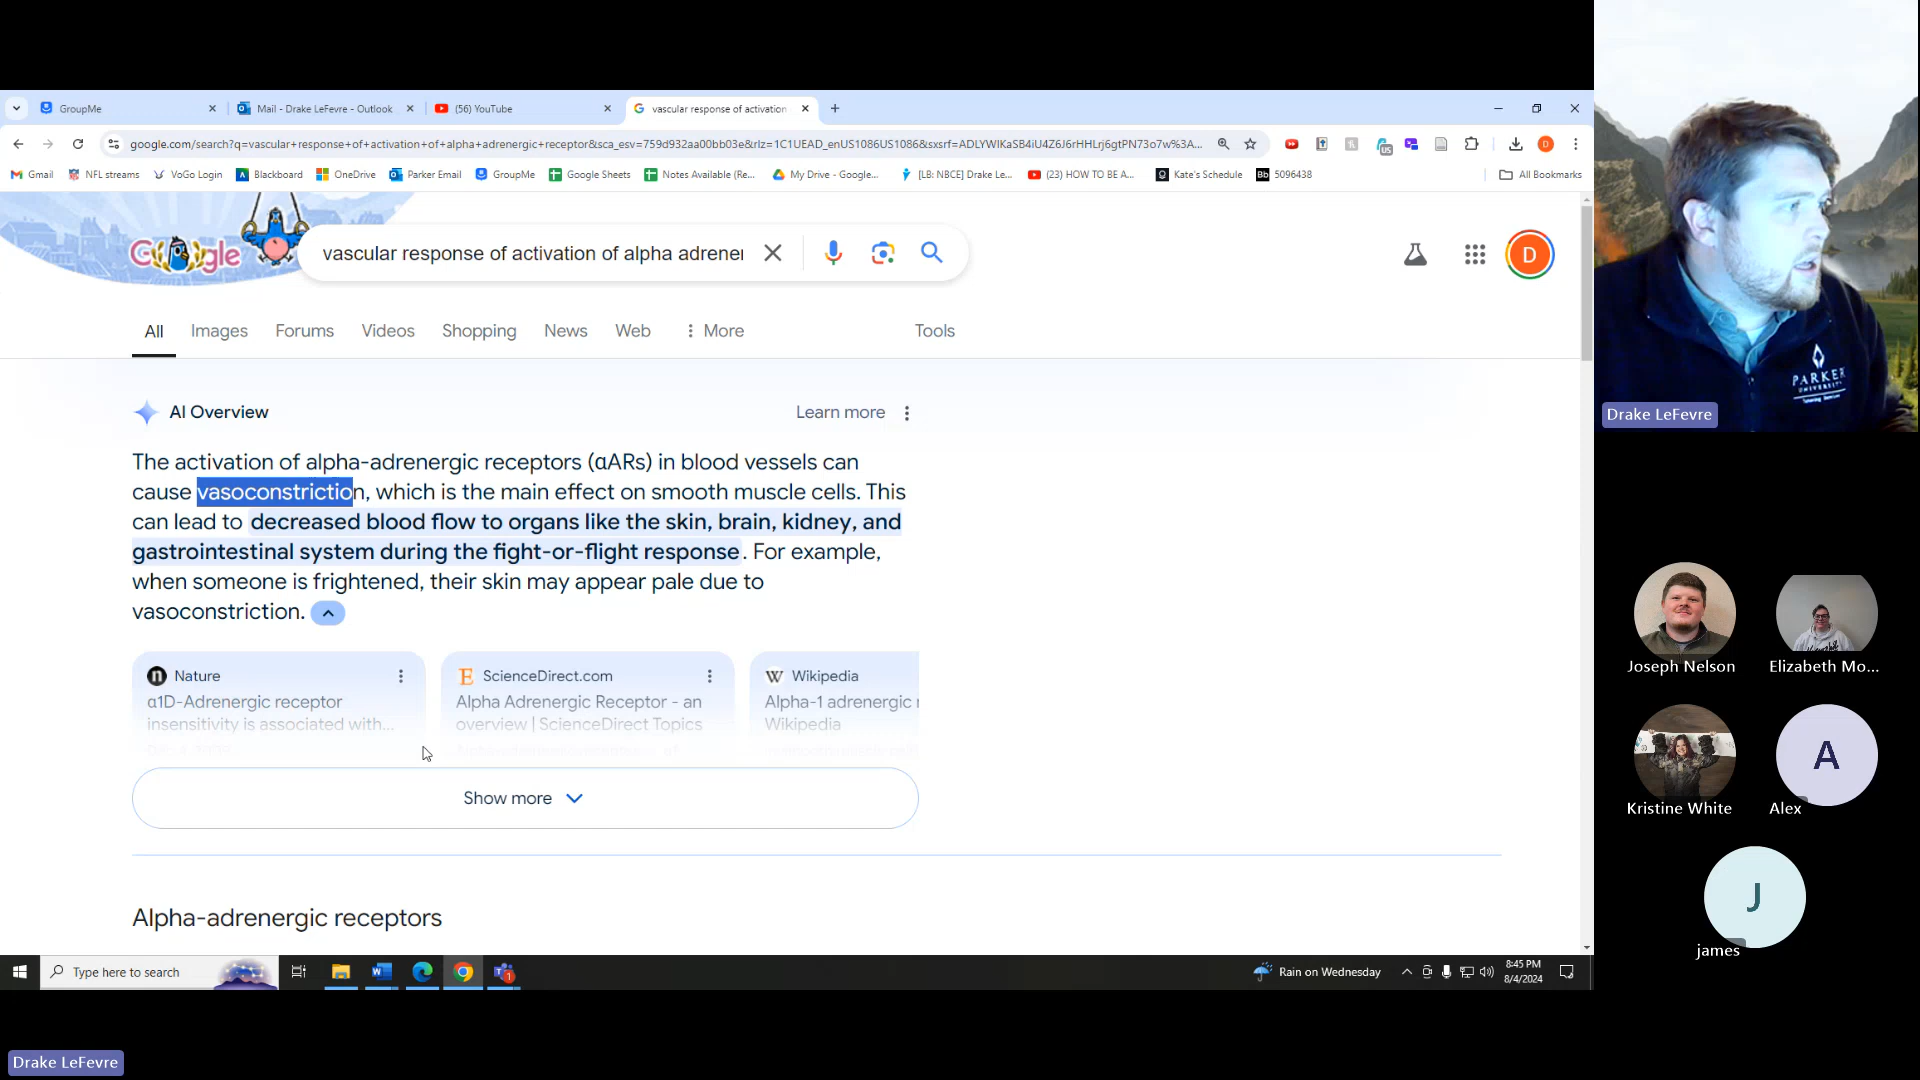 GroupMe
Mail - Drake LeFevre - Outlook
(56) YouTube
vascular response of activation
google.com/search?q=vascular+response+of+activation+of+alpha+adrenergic+receptor&sca_esv=759d932aa00bb03e&rlz=1C1UEAD_enUS1086US1086&sxsrf=ADLYWIKaSB4iU4Z6J6rHHLrj6gtPN73o7w%3A...
Gmail
NFL streams
VoGo Login
Blackboard
OneDrive
Parker Email
GroupMe
Google Sheets
Notes Available (Re...
My Drive - Google...
[LB: NBCE] Drake Le...
(23) HOW TO BE A...
Kate's Schedule
Bb 5096438
All Bookmarks
Google
vascular response of activation of alpha adrener
D
All
Images
Forums
Videos
Shopping
News
Web
More
Tools
AI Overview
Learn more
The activation of alpha-adrenergic receptors (αARs) in blood vessels can
cause vasoconstriction, which is the main effect on smooth muscle cells. This
can lead to decreased blood flow to organs like the skin, brain, kidney, and
gastrointestinal system during the fight-or-flight response. For example,
when someone is frightened, their skin may appear pale due to
vasoconstriction.
Nature
α1D-Adrenergic receptor
insensitivity is associated with...
ScienceDirect.com
Alpha Adrenergic Receptor - an
overview | ScienceDirect Topics
Wikipedia
Alpha-1 adrenergic r
Wikipedia
Show more
Alpha-adrenergic receptors
Type here to search
Rain on Wednesday
8:45 PM
8/4/2024
PARKER
UNIVERSITY
Drake LeFevre
Joseph Nelson
Elizabeth Mo...
Kristine White
A
Alex
J
james
Drake LeFevre